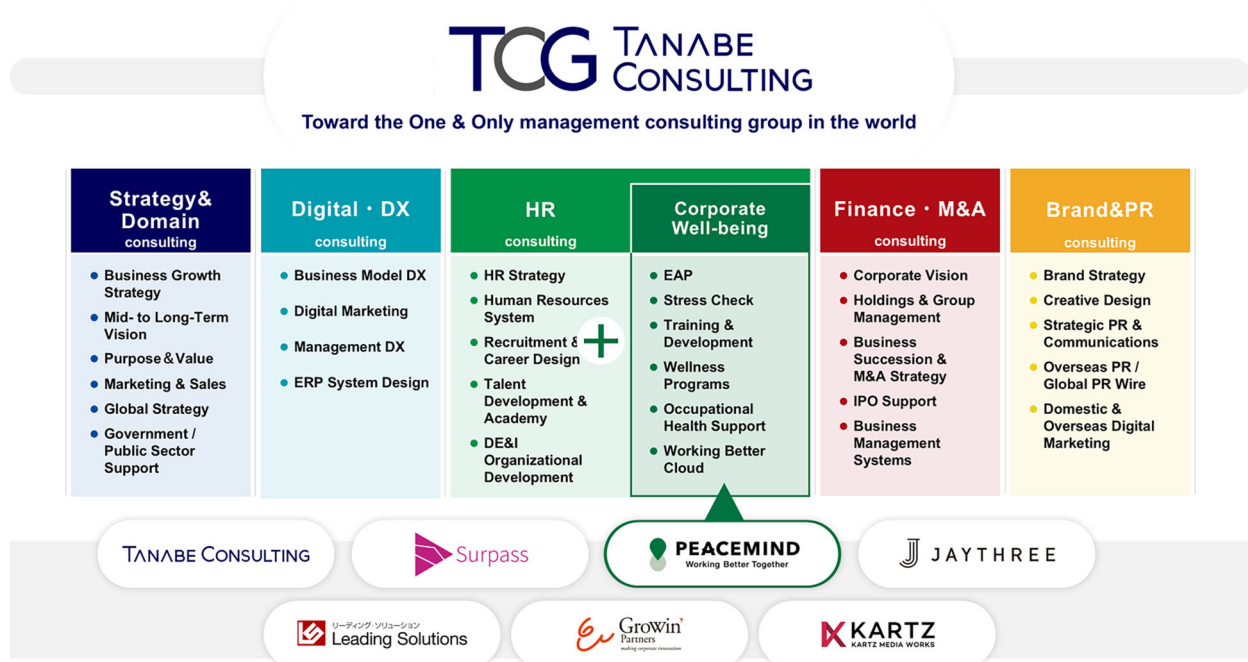 TCG TANABE CONSULTING
Toward the One & Only management consulting group in the world
Strategy&
Domain
consulting
Business Growth
Strategy
Mid- to Long-Term
Vision
Purpose&Value
Marketing & Sales
Global Strategy
Government /
Public Sector
Support
Digital・DX
consulting
Business Model DX
Digital Marketing
Management DX
ERP System Design
HR
consulting
HR Strategy
Human Resources
System
Recruitment &
Career Design
Talent
Development &
Academy
DE&I
Organizational
Development
+
Corporate
Well-being
EAP
Stress Check
Training &
Development
Wellness
Programs
Occupational
Health Support
Working Better
Cloud
Finance・M&A
consulting
Corporate Vision
Holdings & Group
Management
Business
Succession &
M&A Strategy
IPO Support
Business
Management
Systems
Brand&PR
consulting
Brand Strategy
Creative Design
Strategic PR &
Communications
Overseas PR /
Global PR Wire
Domestic &
Overseas Digital
Marketing
TANABE CONSULTING
Surpass
PEACEMIND
Working Better Together
JAYTHREE
リーディング・ソリューション
Leading Solutions
Growin'
Partners
making corporate innovation
KARTZ
KARTZ MEDIA WORKS